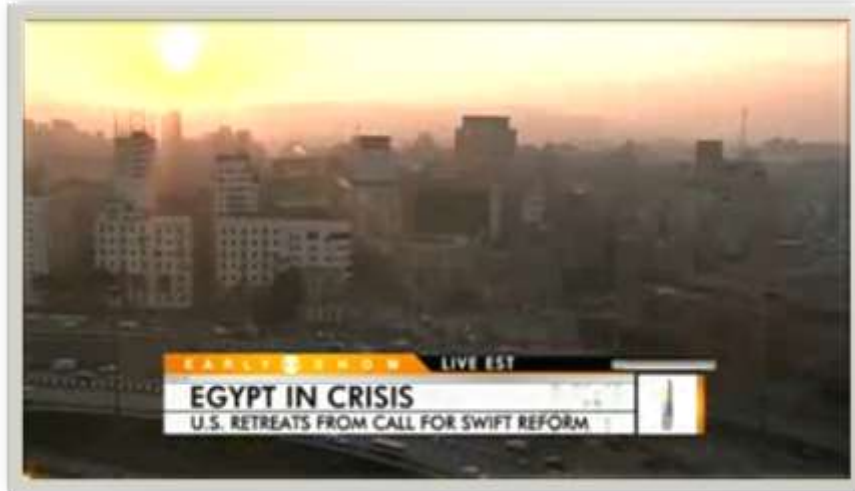 EARLY SHOW LIVE EST
EGYPT IN CRISIS
U.S. RETREATS FROM CALL FOR SWIFT REFORM